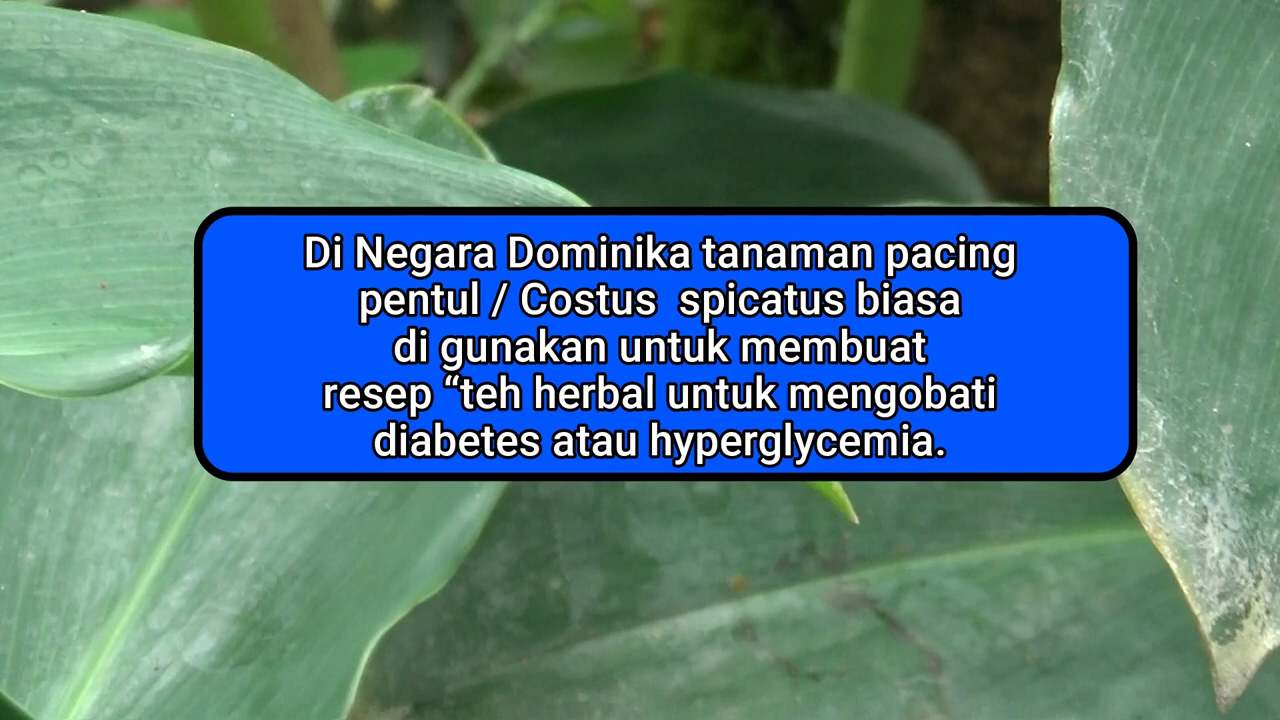 Di Negara Dominika tanaman pacing
pentul / Costus  spicatus biasa
di gunakan untuk membuat
resep “teh herbal untuk mengobati
diabetes atau hyperglycemia.